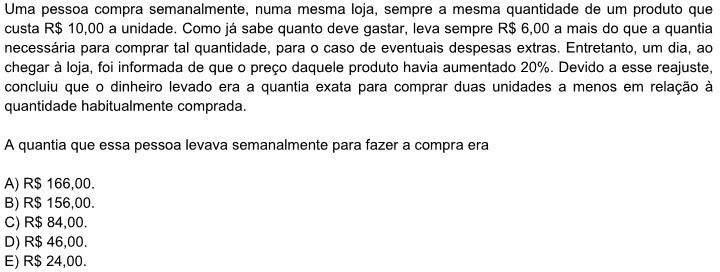 Uma pessoa compra semanalmente, numa mesma loja, sempre a mesma quantidade de um produto que
custa R$ 10,00 a unidade. Como já sabe quanto deve gastar, leva sempre R$ 6,00 a mais do que a quantia
necessária para comprar tal quantidade, para o caso de eventuais despesas extras. Entretanto, um dia, ao
chegar à loja, foi informada de que o preço daquele produto havia aumentado 20%. Devido a esse reajuste,
concluiu que o dinheiro levado era a quantia exata para comprar duas unidades a menos em relação à
quantidade habitualmente comprada.
A quantia que essa pessoa levava semanalmente para fazer a compra era
A) R$ 166,00.
B) R$ 156,00.
C) R$ 84,00.
D) R$ 46,00.
E) R$ 24,00.